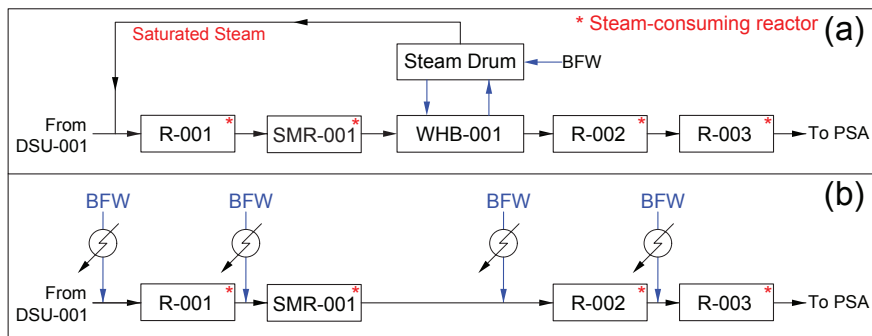 * Steam-consuming reactor
(a)
Saturated Steam
Steam Drum
BFW
From
DSU-001
R-001
*
SMR-001
*
WHB-001
R-002
*
R-003
*
To PSA
(b)
BFW
BFW
BFW
BFW
From
DSU-001
R-001
*
SMR-001
*
R-002
*
R-003
*
To PSA